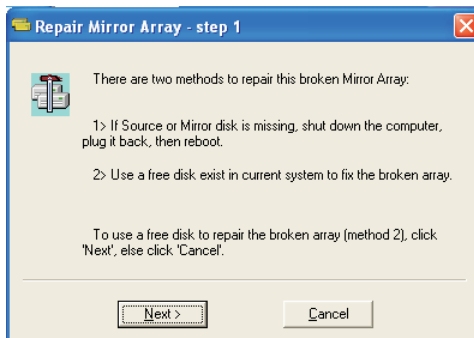 Repair Mirror Array - step 1
There are two methods to repair this broken Mirror Array:
1> If Source or Mirror disk is missing, shut down the computer,
plug it back, then reboot.
2> Use a free disk exist in current system to fix the broken array.
To use a free disk to repair the broken array (method 2), click
'Next', else click 'Cancel'.
Next >
Cancel